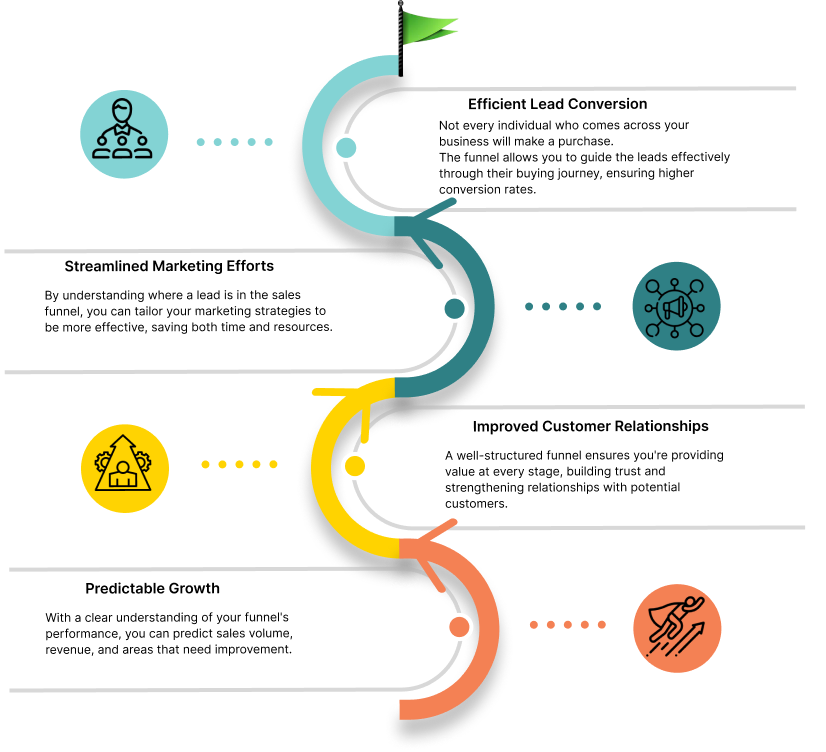 Efficient Lead Conversion
Not every individual who comes across your
business will make a purchase.
The funnel allows you to guide the leads effectively
through their buying journey, ensuring higher
conversion rates.
Streamlined Marketing Efforts
By understanding where a lead is in the sales
funnel, you can tailor your marketing strategies to
be more effective, saving both time and resources.
Improved Customer Relationships
A well-structured funnel ensures you're providing
value at every stage, building trust and
strengthening relationships with potential
customers.
Predictable Growth
With a clear understanding of your funnel's
performance, you can predict sales volume,
revenue, and areas that need improvement.